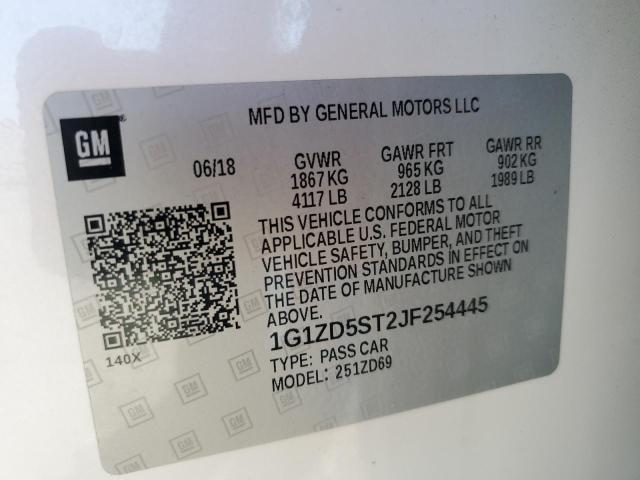 MFD BY GENERAL MOTORS LLC
GM
06/18
GVWR
1867 KG
4117 LB
GAWR FRT
965 KG
2128 LB
GAWR RR
902 KG
1989 LB
THIS VEHICLE CONFORMS TO ALL
APPLICABLE U.S. FEDERAL MOTOR
VEHICLE SAFETY, BUMPER, AND THEFT
PREVENTION STANDARDS IN EFFECT ON
THE DATE OF MANUFACTURE SHOWN
ABOVE.
1G1ZD5ST2JF254445
140X
TYPE: PASS CAR
MODEL: 251ZD69